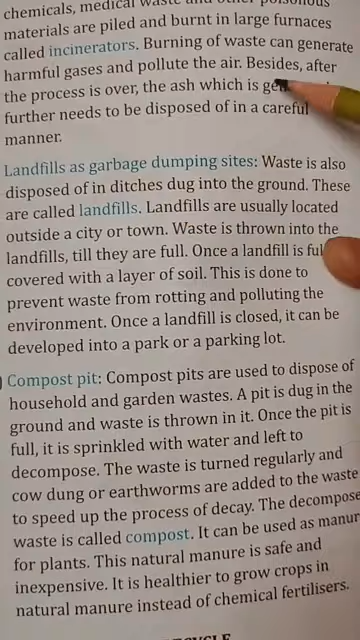 chemicals, medical waste and other poisonous
materials are piled and burnt in large furnaces
called incinerators. Burning of waste can generate
harmful gases and pollute the air. Besides, after
the process is over, the ash which is
further needs to be disposed of in a careful
manner.
Landfills as garbage dumping sites: Waste is also
disposed of in ditches dug into the ground. These
are called landfills. Landfills are usually located
outside a city or town. Waste is thrown into the
landfills, till they are full. Once a landfill is
covered with a layer of soil. This is done to
prevent waste from rotting and polluting the
environment. Once a landfill is closed, it can be
developed into a park or a parking lot.
Compost pit: Compost pits are used to dispose of
household and garden wastes. A pit is dug in the
ground and waste is thrown in it. Once the pit is
full, it is sprinkled with water and left to
decompose. The waste is turned regularly and
cow dung or earthworms are added to the waste
to speed up the process of decay. The decompose
waste is called compost. It can be used as manur
for plants. This natural manure is safe and
inexpensive. It is healthier to grow crops in
natural manure instead of chemical fertilisers.